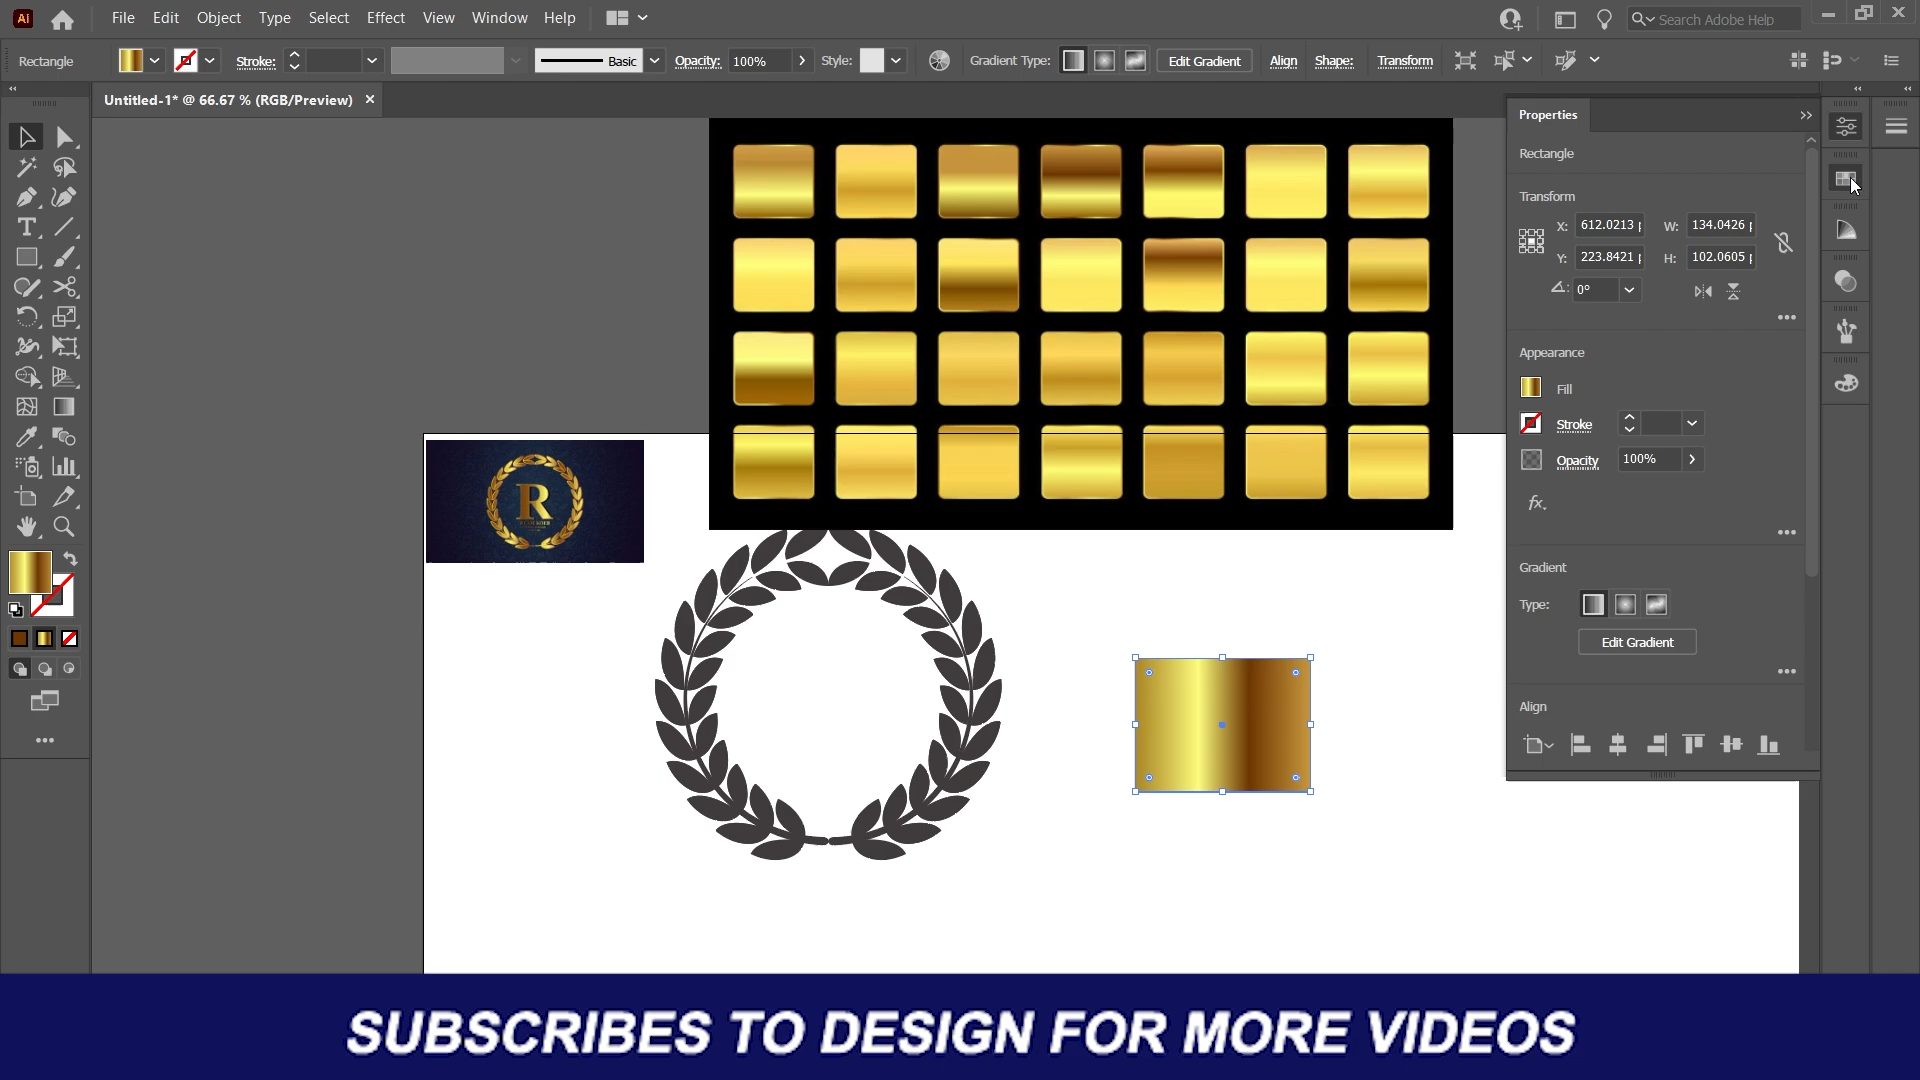 Ai
File Edit Object Type Select Effect View Window Help
Search Adobe Help
Rectangle
Stroke:
Basic
Opacity: 100%
Style:
Gradient Type:
Edit Gradient
Align
Shape:
Transform
Untitled-1* @ 66.67 % (RGB/Preview)
Properties
Rectangle
Transform
X: 612.0213 W: 134.0426
Y: 223.8421 H: 102.0605
0°
Appearance
Fill
Stroke
Opacity 100%
fx
Gradient
Type:
Edit Gradient
Align
T
R
SUBSCRIBES TO DESIGN FOR MORE VIDEOS